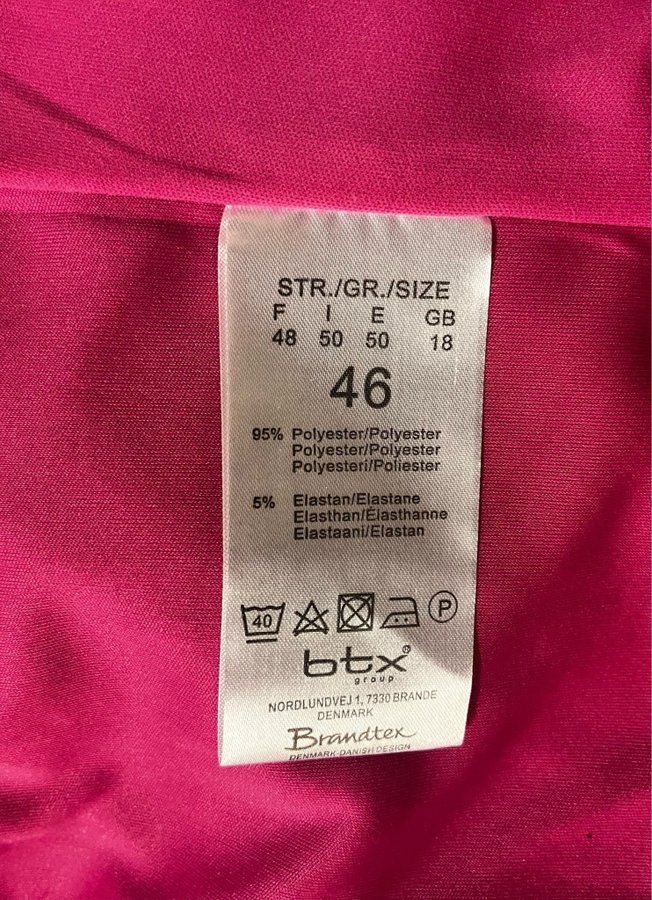 STR./GR./SIZE
F I E GB
48 50 50 18
46
95% Polyester/Polyester
Polyester/Polyester
Polyesteri/Poliester
5% Elastan/Elastane
Elasthan/Élasthanne
Elastaani/Elastan
40 P
btx®
group
NORDLUNDVEJ 1, 7330 BRANDE
DENMARK
Brandtex
DENMARK-DANISH DESIGN